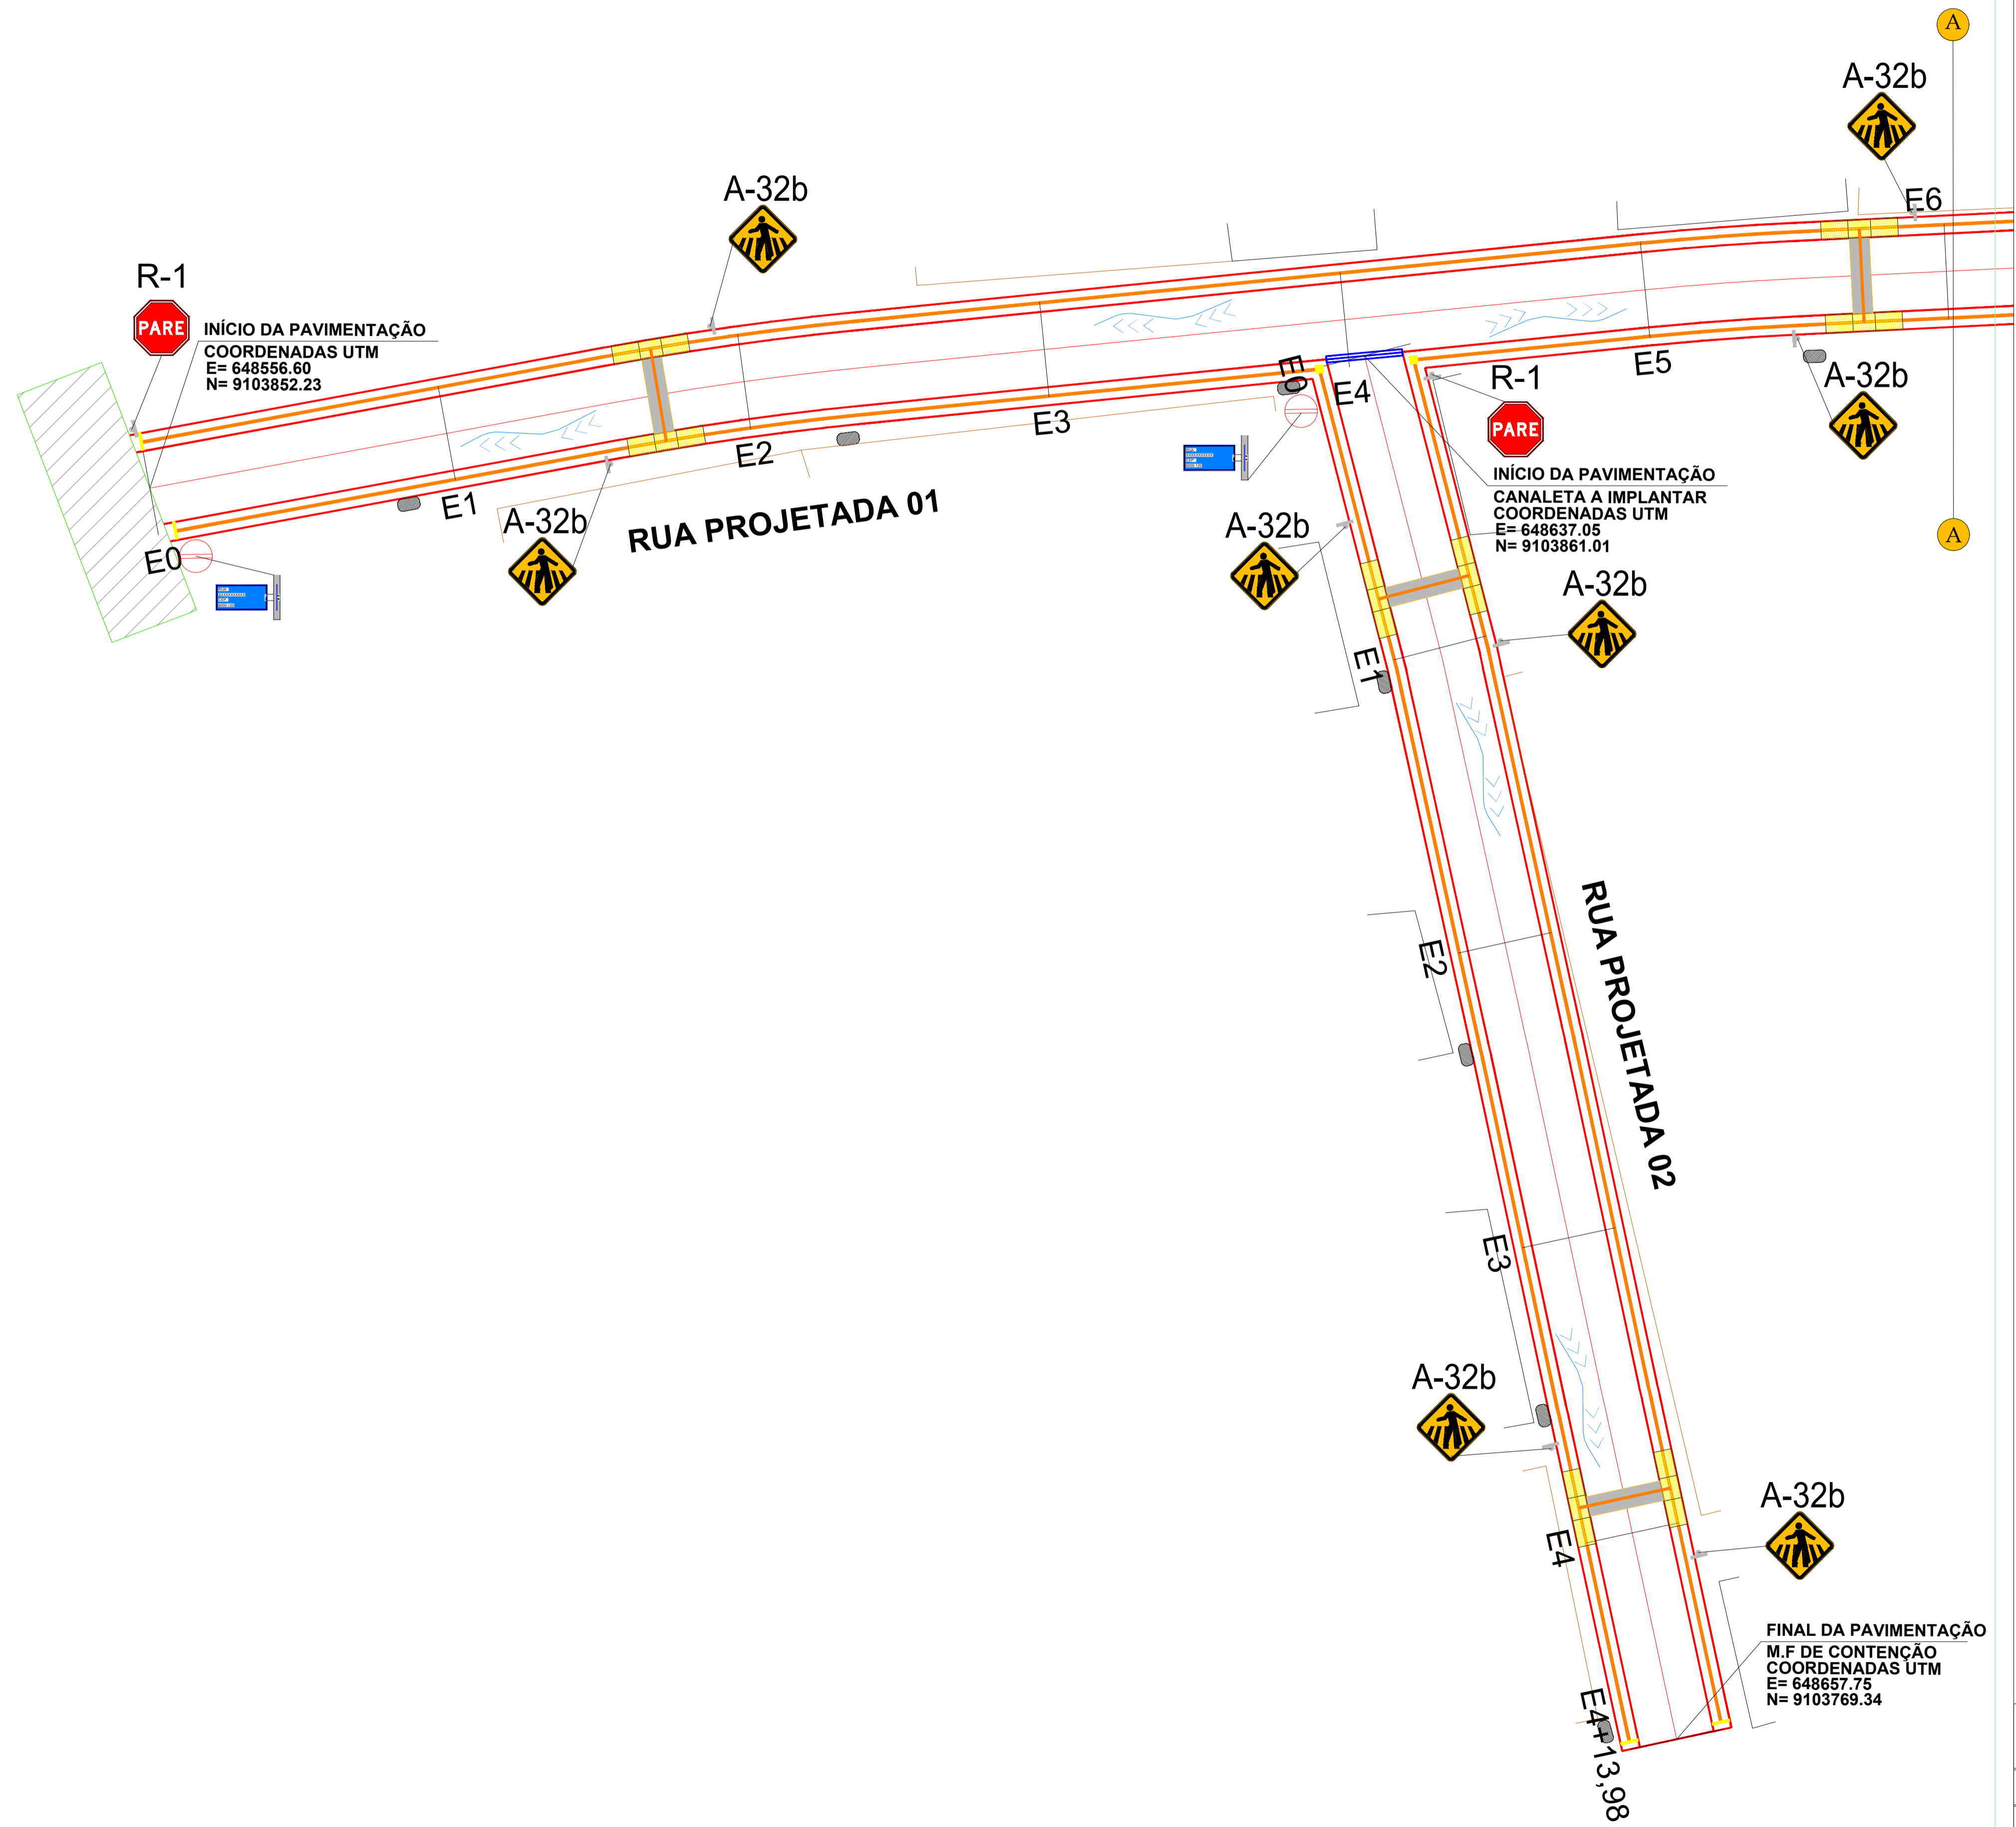 A
A-32b
E6
A-32b
R-1
PARE
INÍCIO DA PAVIMENTAÇÃO
COORDENADAS UTM
E= 648556.60
N= 9103852.23
E0
E4
E5
R-1
PARE
A-32b
E3
E2
E1
A-32b
RUA PROJETADA 01
E0
INÍCIO DA PAVIMENTAÇÃO
CANALETA A IMPLANTAR
COORDENADAS UTM
E= 648637.05
N= 9103861.01
A
A-32b
A-32b
E1
E2
RUA PROJETADA 02
E3
A-32b
A-32b
E4
FINAL DA PAVIMENTAÇÃO
M.F DE CONTENÇÃO
COORDENADAS UTM
E= 648657.75
N= 9103769.34
E4+13,98